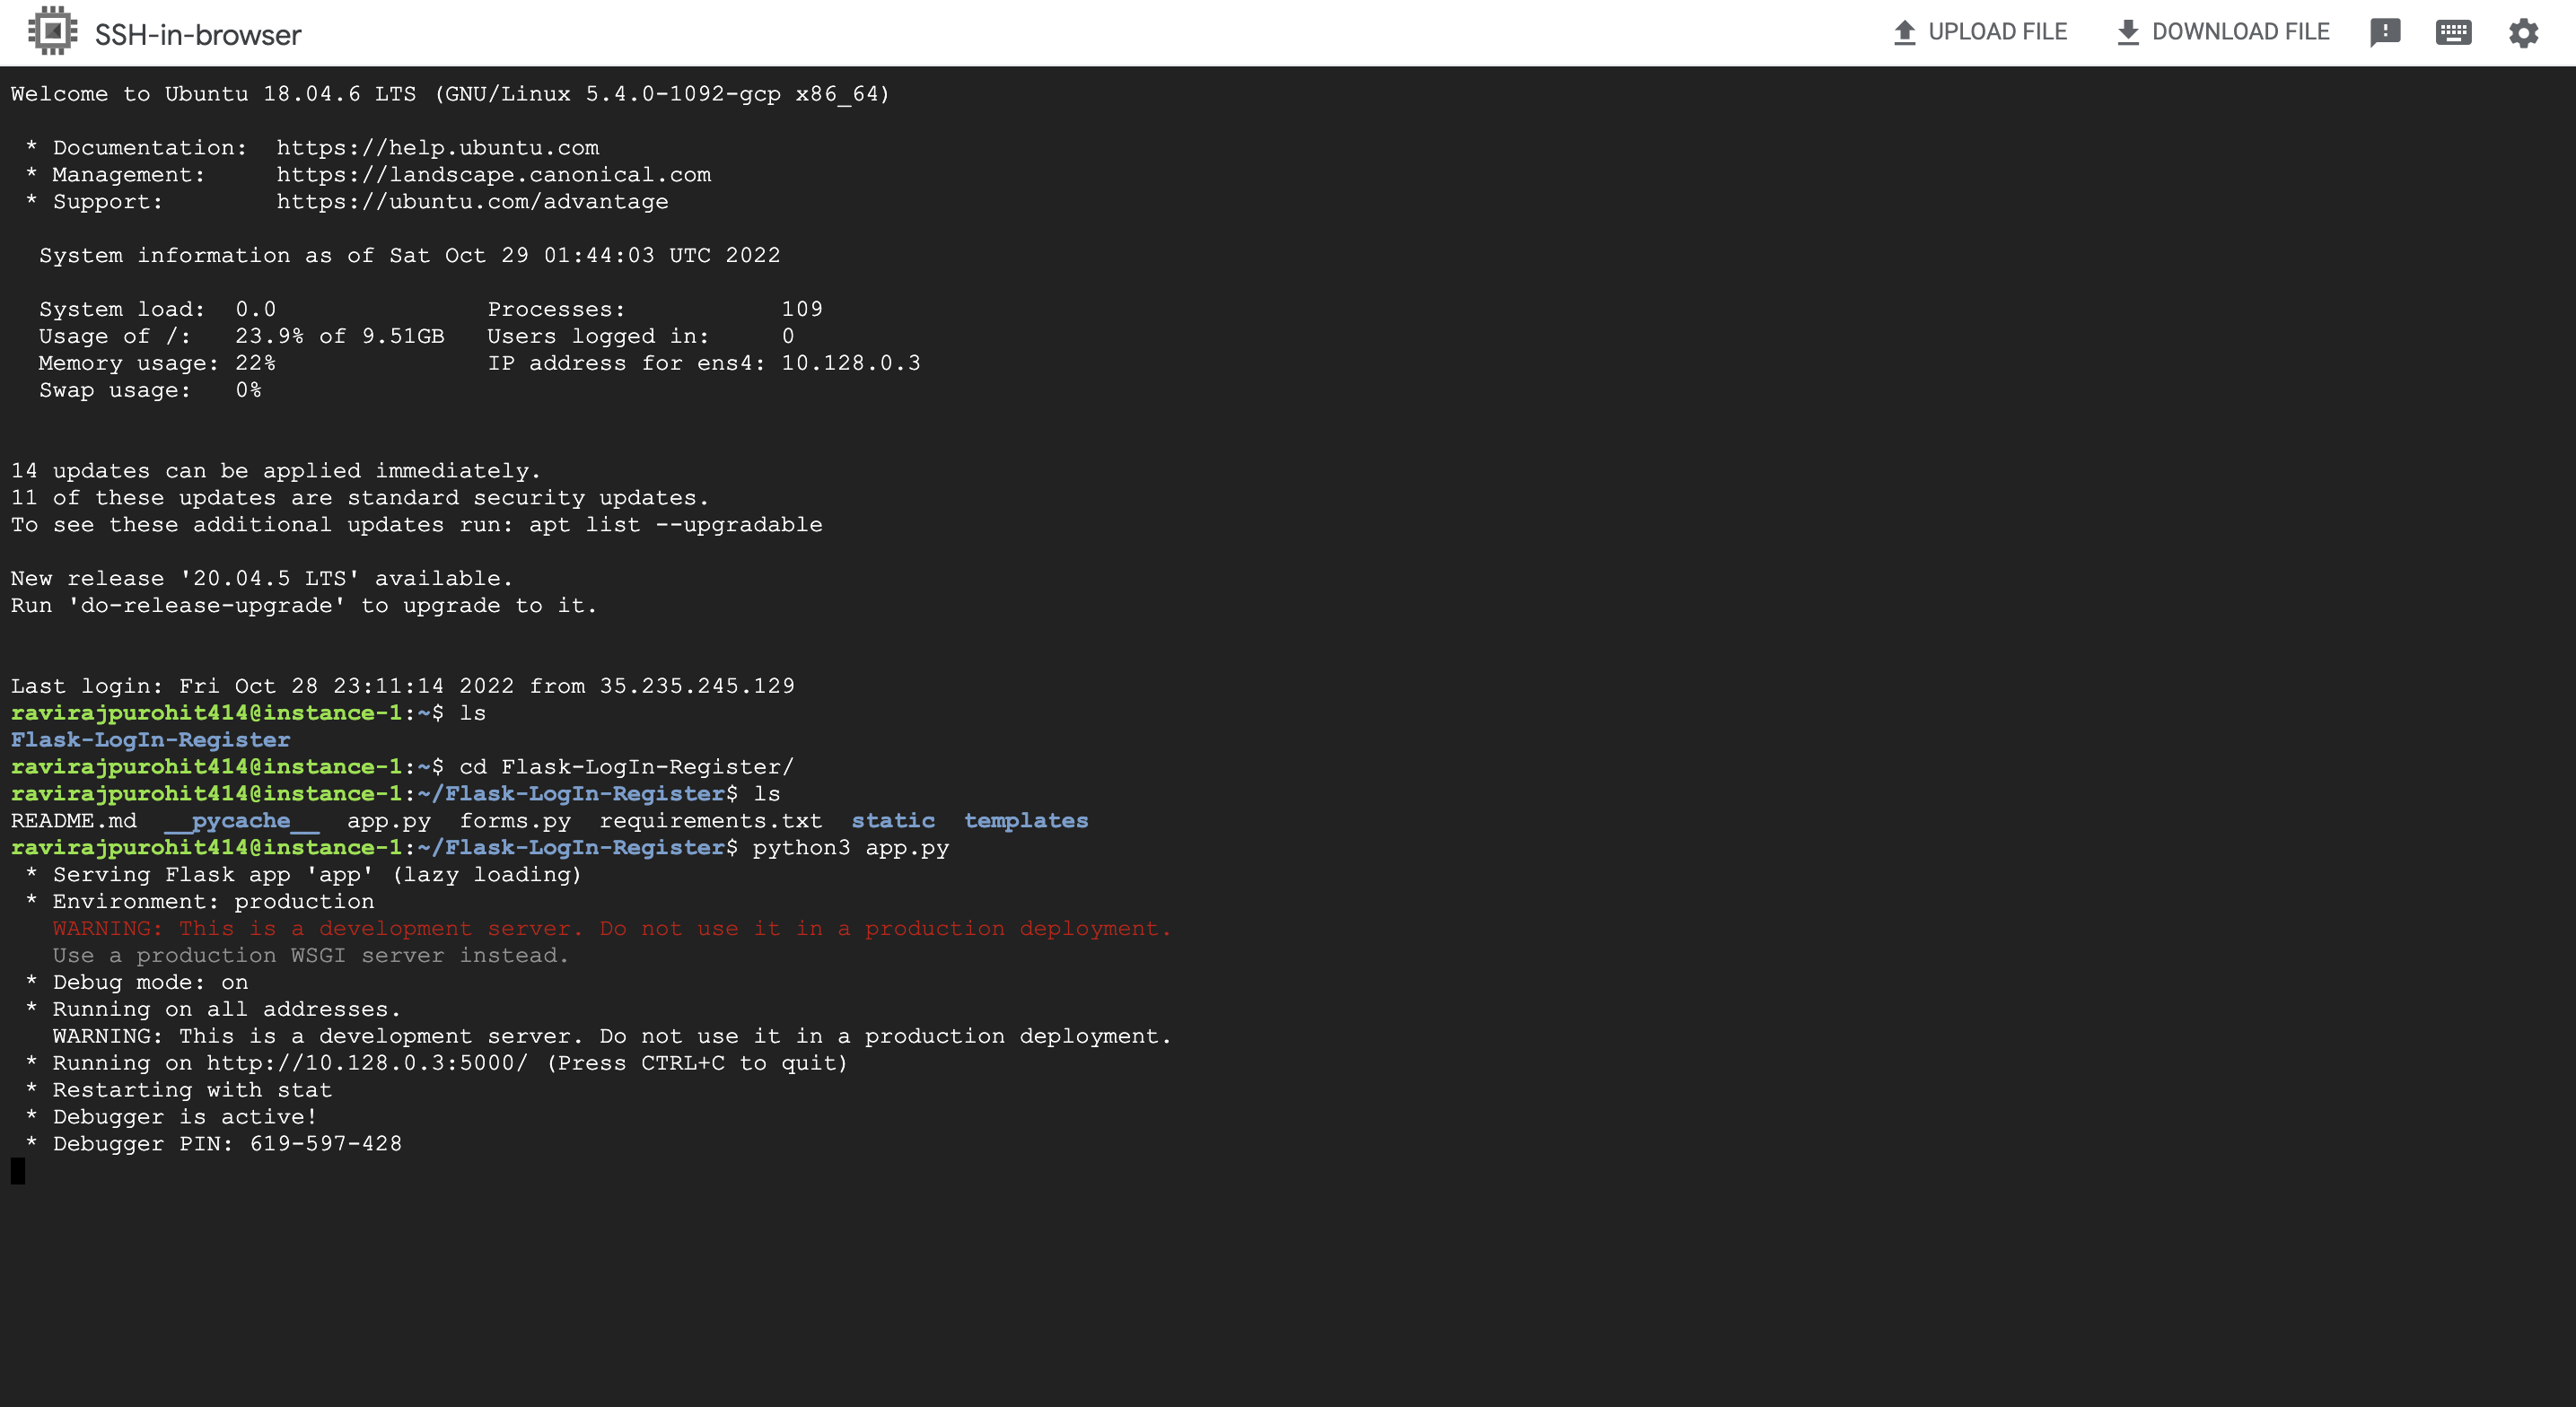 SSH-in-browser
UPLOAD FILE
DOWNLOAD FILE
Welcome to Ubuntu 18.04.6 LTS (GNU/Linux 5.4.0-1092-gcp x86_64)
* Documentation:  https://help.ubuntu.com
* Management:     https://landscape.canonical.com
* Support:        https://ubuntu.com/advantage
System information as of Sat Oct 29 01:44:03 UTC 2022
System load:  0.0               Processes:           109
Usage of /:   23.9% of 9.51GB   Users logged in:     0
Memory usage: 22%               IP address for ens4: 10.128.0.3
Swap usage:   0%
14 updates can be applied immediately.
11 of these updates are standard security updates.
To see these additional updates run: apt list --upgradable
New release '20.04.5 LTS' available.
Run 'do-release-upgrade' to upgrade to it.
Last login: Fri Oct 28 23:11:14 2022 from 35.235.245.129
ravirajpurohit414@instance-1:~$ ls
Flask-LogIn-Register
ravirajpurohit414@instance-1:~$ cd Flask-LogIn-Register/
ravirajpurohit414@instance-1:~/Flask-LogIn-Register$ ls
README.md  __pycache__  app.py  forms.py  requirements.txt  static  templates
ravirajpurohit414@instance-1:~/Flask-LogIn-Register$ python3 app.py
* Serving Flask app 'app' (lazy loading)
* Environment: production
WARNING: This is a development server. Do not use it in a production deployment.
Use a production WSGI server instead.
* Debug mode: on
* Running on all addresses.
WARNING: This is a development server. Do not use it in a production deployment.
* Running on http://10.128.0.3:5000/ (Press CTRL+C to quit)
* Restarting with stat
* Debugger is active!
* Debugger PIN: 619-597-428